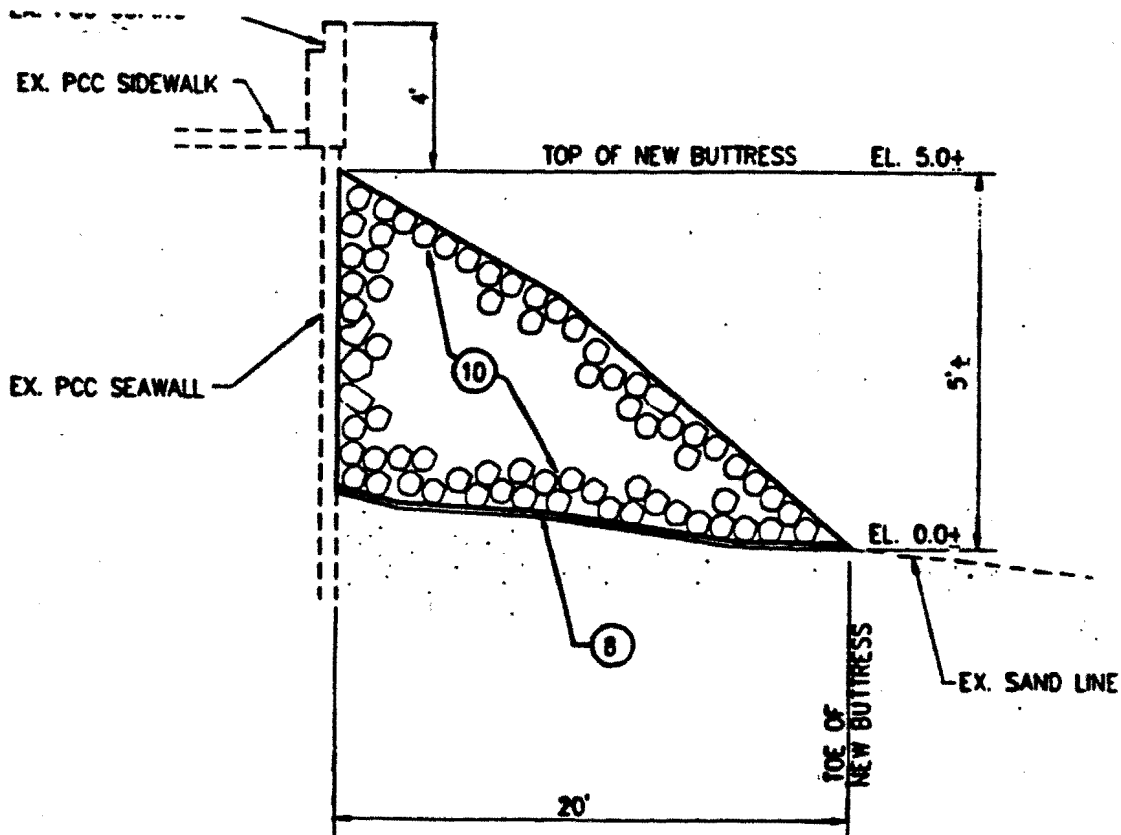 EX. PCC SIDEWALK
4'
TOP OF NEW BUTTRESS
EL. 5.0±
10
5'±
EX. PCC SEAWALL
EL. 0.0±
8
EX. SAND LINE
TOE OF
NEW BUTTRESS
20'